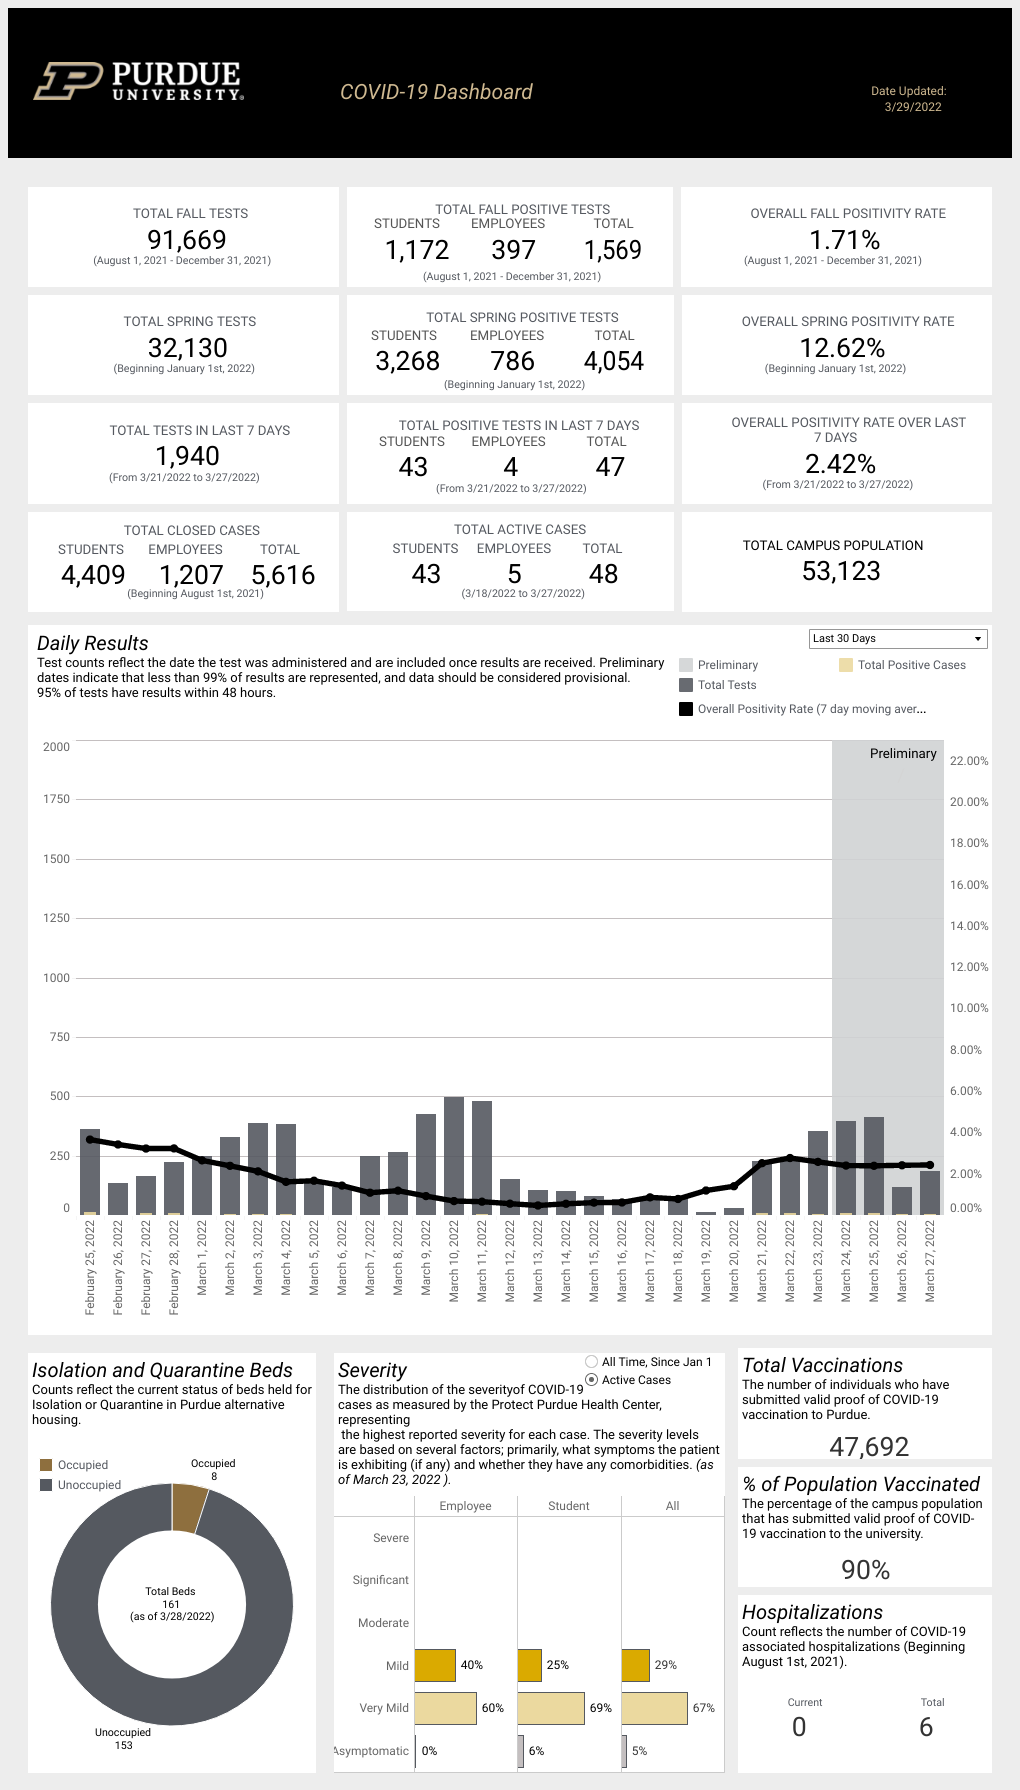 PURDUE
UNIVERSITY®
COVID-19 Dashboard
Date Updated:
3/29/2022
TOTAL FALL TESTS
91,669
(August 1, 2021 - December 31, 2021)
TOTAL FALL POSITIVE TESTS
STUDENTS EMPLOYEES TOTAL
1,172 397 1,569
(August 1, 2021 - December 31, 2021)
OVERALL FALL POSITIVITY RATE
1.71%
(August 1, 2021 - December 31, 2021)
TOTAL SPRING TESTS
32,130
(Beginning January 1st, 2022)
TOTAL SPRING POSITIVE TESTS
STUDENTS EMPLOYEES TOTAL
3,268 786 4,054
(Beginning January 1st, 2022)
OVERALL SPRING POSITIVITY RATE
12.62%
(Beginning January 1st, 2022)
TOTAL TESTS IN LAST 7 DAYS
1,940
(From 3/21/2022 to 3/27/2022)
TOTAL POSITIVE TESTS IN LAST 7 DAYS
STUDENTS EMPLOYEES TOTAL
43 4 47
(From 3/21/2022 to 3/27/2022)
OVERALL POSITIVITY RATE OVER LAST
7 DAYS
2.42%
(From 3/21/2022 to 3/27/2022)
TOTAL CLOSED CASES
STUDENTS EMPLOYEES TOTAL
4,409 1,207 5,616
(Beginning August 1st, 2021)
TOTAL ACTIVE CASES
STUDENTS EMPLOYEES TOTAL
43 5 48
(3/18/2022 to 3/27/2022)
TOTAL CAMPUS POPULATION
53,123
Daily Results
Test counts reflect the date the test was administered and are included once results are received. Preliminary
dates indicate that less than 99% of results are represented, and data should be considered provisional.
95% of tests have results within 48 hours.
Last 30 Days
Preliminary
Total Positive Cases
Total Tests
Overall Positivity Rate (7 day moving aver...
Preliminary
2000
1750
1500
1250
1000
750
500
250
0
22.00%
20.00%
18.00%
16.00%
14.00%
12.00%
10.00%
8.00%
6.00%
4.00%
2.00%
0.00%
February 25, 2022
February 26, 2022
February 27, 2022
February 28, 2022
March 1, 2022
March 2, 2022
March 3, 2022
March 4, 2022
March 5, 2022
March 6, 2022
March 7, 2022
March 8, 2022
March 9, 2022
March 10, 2022
March 11, 2022
March 12, 2022
March 13, 2022
March 14, 2022
March 15, 2022
March 16, 2022
March 17, 2022
March 18, 2022
March 19, 2022
March 20, 2022
March 21, 2022
March 22, 2022
March 23, 2022
March 24, 2022
March 25, 2022
March 26, 2022
March 27, 2022
Isolation and Quarantine Beds
Counts reflect the current status of beds held for
Isolation or Quarantine in Purdue alternative
housing.
Occupied
Unoccupied
Occupied
8
Total Beds
161
(as of 3/28/2022)
Unoccupied
153
Severity
All Time, Since Jan 1
Active Cases
The distribution of the severityof COVID-19
cases as measured by the Protect Purdue Health Center,
representing
the highest reported severity for each case. The severity levels
are based on several factors; primarily, what symptoms the patient
is exhibiting (if any) and whether they have any comorbidities. (as
of March 23, 2022 ).
Employee Student All
Severe
Significant
Moderate
Mild 40% 25% 29%
Very Mild 60% 69% 67%
Asymptomatic 0% 6% 5%
Total Vaccinations
The number of individuals who have
submitted valid proof of COVID-19
vaccination to Purdue.
47,692
% of Population Vaccinated
The percentage of the campus population
that has submitted valid proof of COVID-
19 vaccination to the university.
90%
Hospitalizations
Count reflects the number of COVID-19
associated hospitalizations (Beginning
August 1st, 2021).
Current Total
0 6